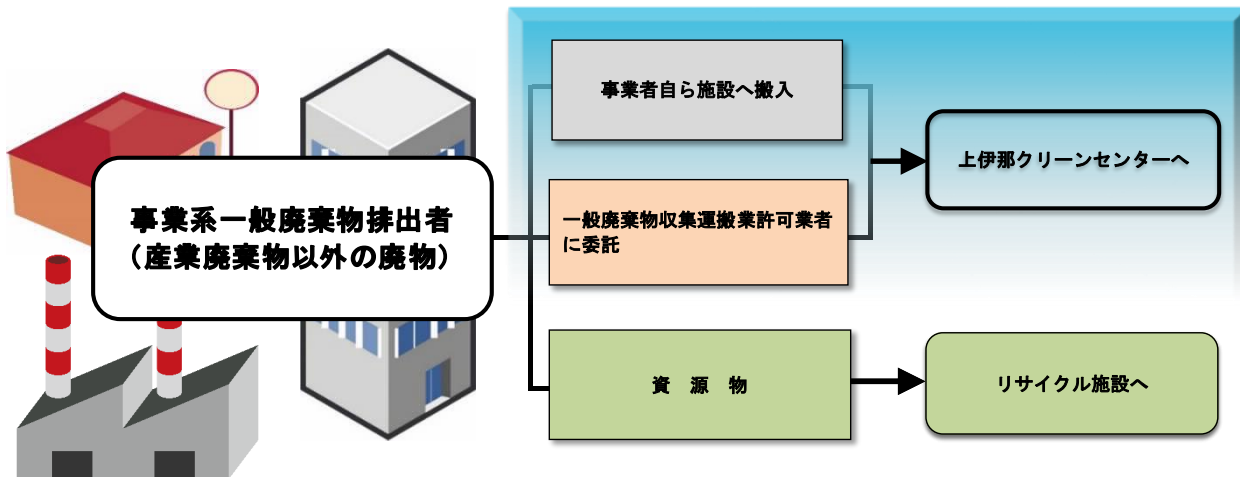 事業系一般廃棄物排出者
（産業廃棄物以外の廃物）
事業者自ら施設へ搬入
一般廃棄物収集運搬業許可業者
に委託
上伊那クリーンセンターへ
資　源　物
リサイクル施設へ